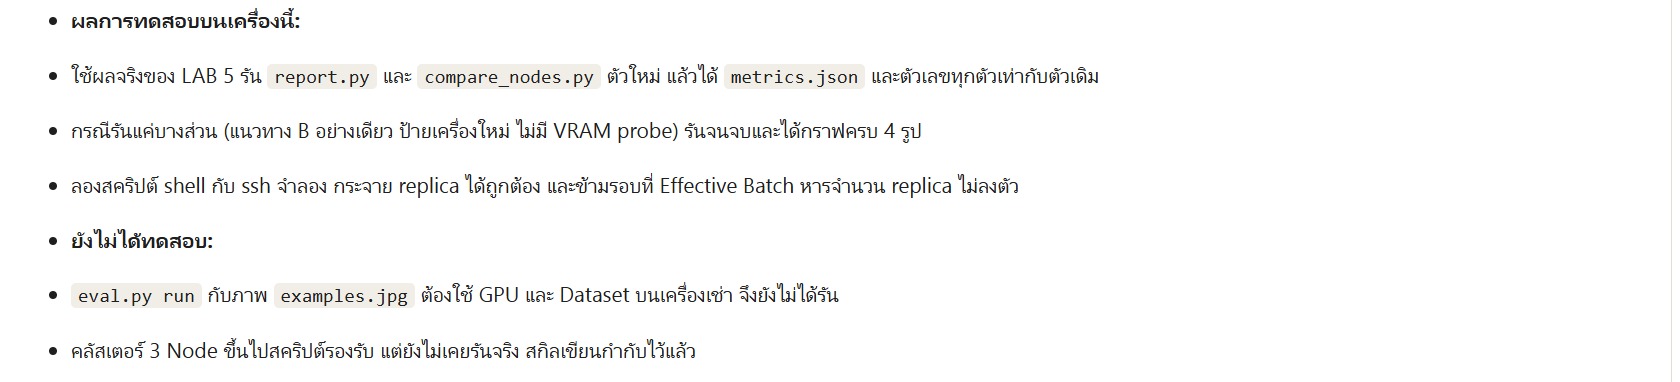 • ผลการทดสอบบนเครื่องนี้:
• ใช้ผลจริงของ LAB 5 รัน report.py และ compare_nodes.py ตัวใหม่ แล้วได้ metrics.json และตัวเลขทุกตัวเท่ากับตัวเดิม
• กรณีรันแค่บางส่วน (แนวทาง B อย่างเดียว ป้ายเครื่องใหม่ ไม่มี VRAM probe) รันจนจบและได้กราฟครบ 4 รูป
• ลองสคริปต์ shell กับ ssh จำลอง กระจาย replica ได้ถูกต้อง และข้ามรอบที่ Effective Batch หารจำนวน replica ไม่ลงตัว
• ยังไม่ได้ทดสอบ:
• eval.py run กับภาพ examples.jpg ต้องใช้ GPU และ Dataset บนเครื่องเช่า จึงยังไม่ได้รัน
• คลัสเตอร์ 3 Node ขึ้นไปสคริปต์รองรับ แต่ยังไม่เคยรันจริง สกิลเขียนกำกับไว้แล้ว